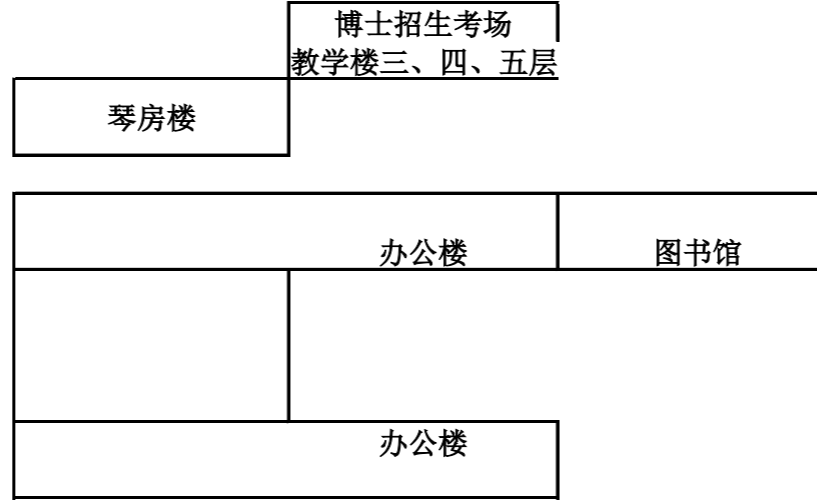 博士招生考场
教学楼三、四、五层
琴房楼
办公楼
图书馆
办公楼